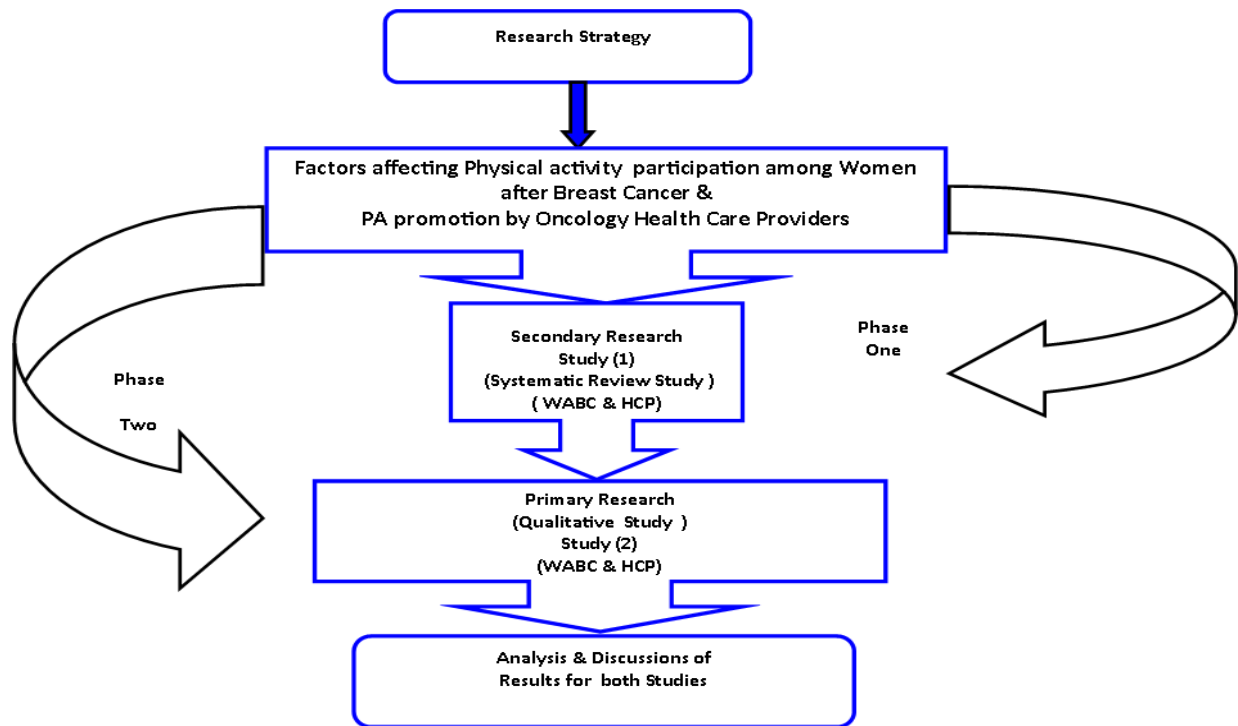 Research Strategy
Factors affecting Physical activity participation among Women
after Breast Cancer &
PA promotion by Oncology Health Care Providers
Secondary Research
Study (1)
(Systematic Review Study )
( WABC & HCP)
Phase
One
Phase
Two
Primary Research
(Qualitative Study )
Study (2)
(WABC & HCP)
Analysis & Discussions of
Results for both Studies